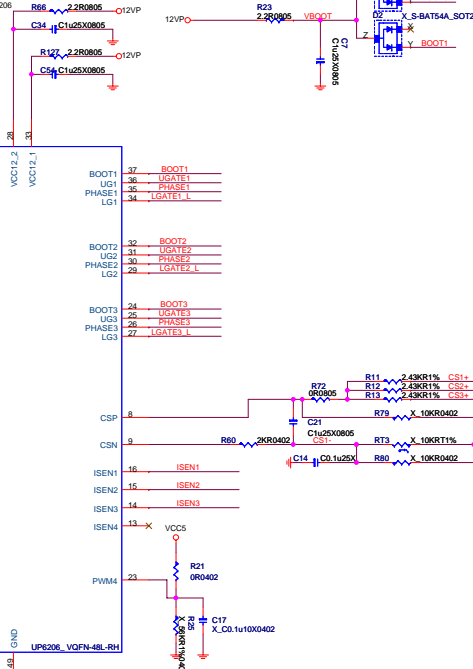 206
R66 2.2R0805 12VP
C34 C1u25X0805
R127 2.2R0805 12VP
C54 C1u25X0805
R23
12VP 2.2R0805 VBOOT
C7
C1u25X0805
D2 X_S-BAT54A_SOT2
X
Z
Y BOOT1
28 33
VCC12_2 VCC12_1
BOOT1 37 BOOT1
UG1 36 UGATE1
PHASE1 35 PHASE1
LG1 34 LGATE1_L
BOOT2 32 BOOT2
UG2 31 UGATE2
PHASE2 30 PHASE2
LG2 29 LGATE2_L
BOOT3 24 BOOT3
UG3 25 UGATE3
PHASE3 26 PHASE3
LG3 27 LGATE3_L
R11 2.43KR1% CS1+
R72 R12 2.43KR1% CS2+
0R0805 R13 2.43KR1% CS3+
CSP 8
R79 X_10KR0402
C21
C1u25X0805
CSN 9 R60 2KR0402 CS1- RT3 X_10KRT1%
C14 C0.1u25X R80 X_10KR0402
ISEN1 16 ISEN1
ISEN2 15 ISEN2
ISEN3 14 ISEN3
ISEN4 13
VCC5
R21
0R0402
PWM4 23
R25
C17
X_C0.1u10X0402
GND
49
UP6206_ VQFN-48L-RH